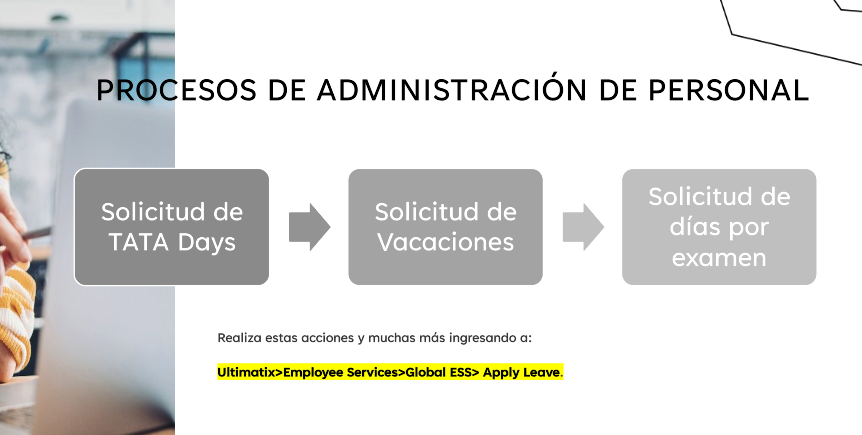 PROCESOS DE ADMINISTRACIÓN DE PERSONAL
Solicitud de
TATA Days
Solicitud de
Vacaciones
Solicitud de
días por
examen
Realiza estas acciones y muchas más ingresando a:
Ultimatix>Employee Services>Global ESS> Apply Leave.